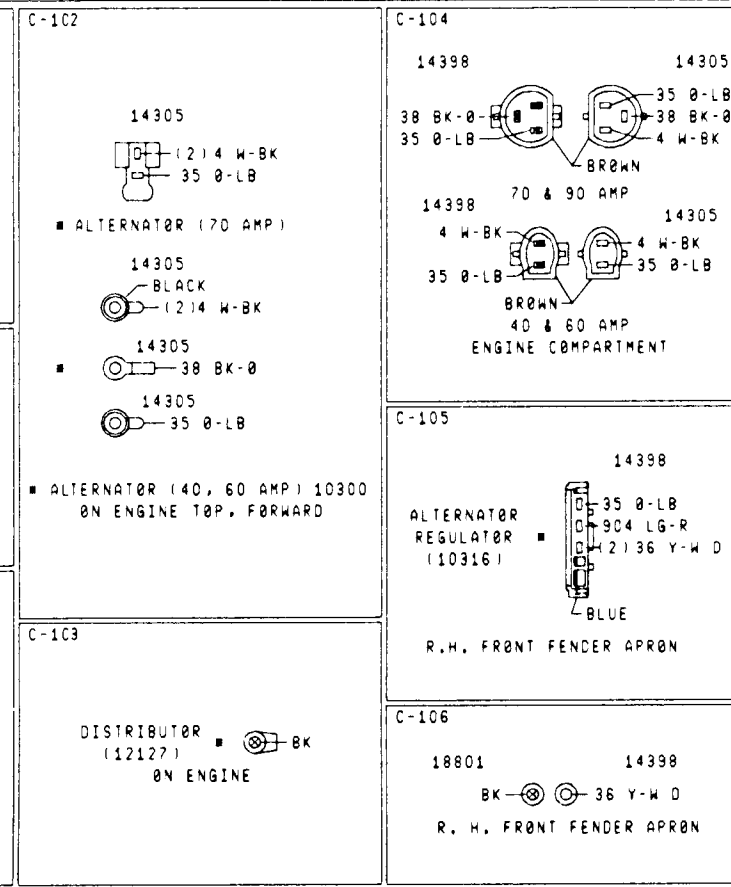 C-102
14305
(2)4 W-BK
35 O-LB
■ ALTERNATOR (70 AMP)
14305
BLACK
(2)4 W-BK
14305
■ 38 BK-O
14305
35 O-LB
■ ALTERNATOR (40, 60 AMP) 10300
ON ENGINE TOP, FORWARD
C-103
DISTRIBUTOR ■ BK
(12127)
ON ENGINE
C-104
14398 14305
35 O-LB
38 BK-O 38 BK-O
35 O-LB 4 W-BK
BROWN
70 & 90 AMP
14398 14305
4 W-BK 4 W-BK
35 O-LB 35 O-LB
BROWN
40 & 60 AMP
ENGINE COMPARTMENT
C-105
14398
35 O-LB
ALTERNATOR 904 LG-R
REGULATOR ■ (2)36 Y-W D
(10316)
BLUE
R.H. FRONT FENDER APRON
C-106
18801 14398
BK 36 Y-W D
R. H. FRONT FENDER APRON